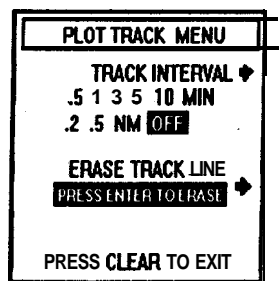 PLOT TRACK MENU
TRACK INTERVAL
.5 1 3 5 10 MIN
.2 .5 NM OFF
ERASE TRACK LINE
PRESS ENTER TO ERASE
PRESS CLEAR TO EXIT